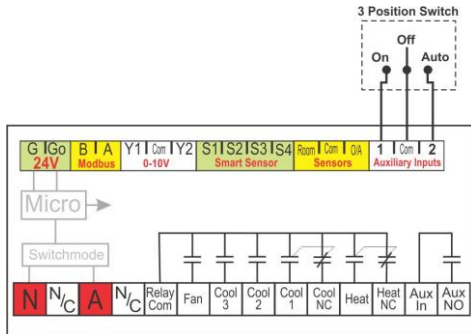 3 Position Switch
Off
On Auto
G Go B A Y1 Com Y2 S1 S2 S3 S4 Room Com O/A 1 Com 2
24V Modbus 0-10V Smart Sensor Sensors Auxiliary Inputs
Micro
Switchmode
N N/C A N/C Relay Com Fan Cool 3 Cool 2 Cool 1 Cool NC Heat Heat NC Aux In Aux NO